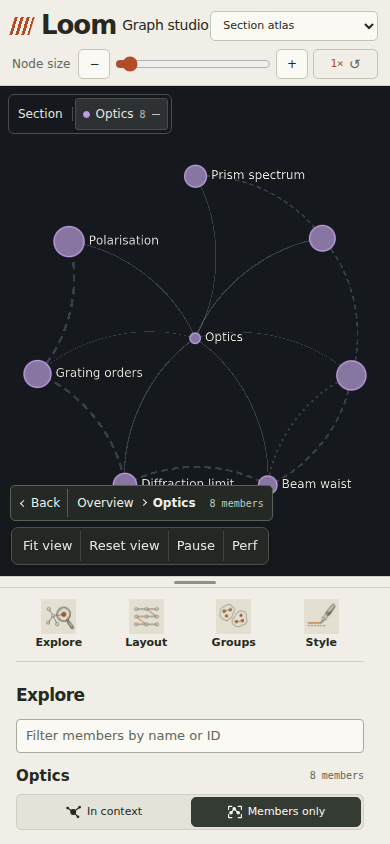 Loom Graph studio Section atlas
Node size − + 1× ↺
Section Optics 8 −
Prism spectrum
Polarisation
Optics
Grating orders
Diffraction limit Beam waist
‹ Back Overview › Optics 8 members
Fit view Reset view Pause Perf
Explore Layout Groups Style
Explore
Filter members by name or ID
Optics 8 members
In context Members only